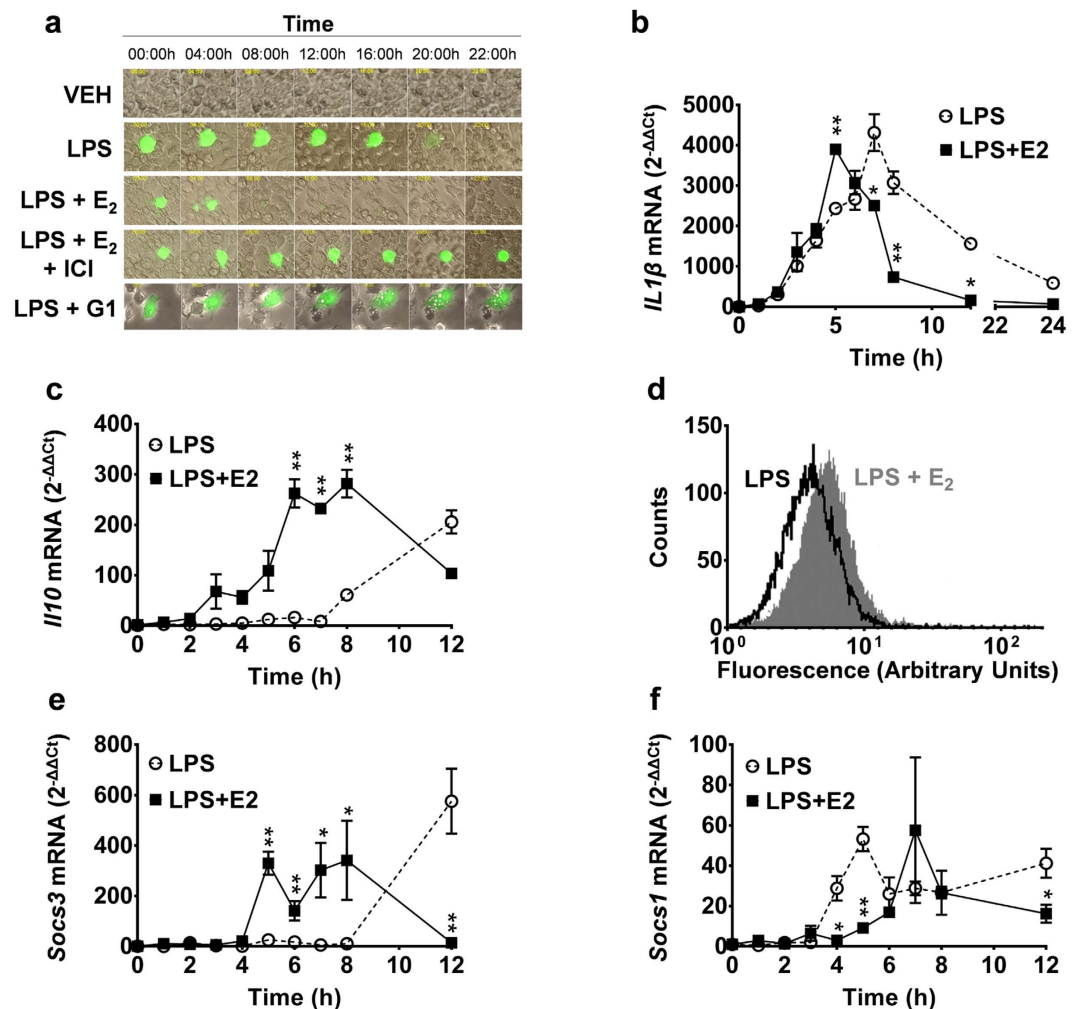 a
Time
00:00h 04:00h 08:00h 12:00h 16:00h 20:00h 22:00h
VEH
LPS
LPS + E2
LPS + E2
+ ICI
LPS + G1
b
IL1β mRNA (2-ΔΔCt)
5000
4000
3000
2000
1000
0
LPS
LPS+E2
**
*
**
*
0 5 10 22 24
Time (h)
c
Il10 mRNA (2-ΔΔCt)
400
300
200
100
0
LPS
LPS+E2
**
**
**
0 2 4 6 8 10 12
Time (h)
d
Counts
150
100
50
0
LPS
LPS + E2
10⁰ 10¹ 10²
Fluorescence (Arbitrary Units)
e
Socs3 mRNA (2-ΔΔCt)
800
600
400
200
0
LPS
LPS+E2
**
**
*
*
**
0 2 4 6 8 10 12
Time (h)
f
Socs1 mRNA (2-ΔΔCt)
100
80
60
40
20
0
LPS
LPS+E2
*
**
*
0 2 4 6 8 10 12
Time (h)